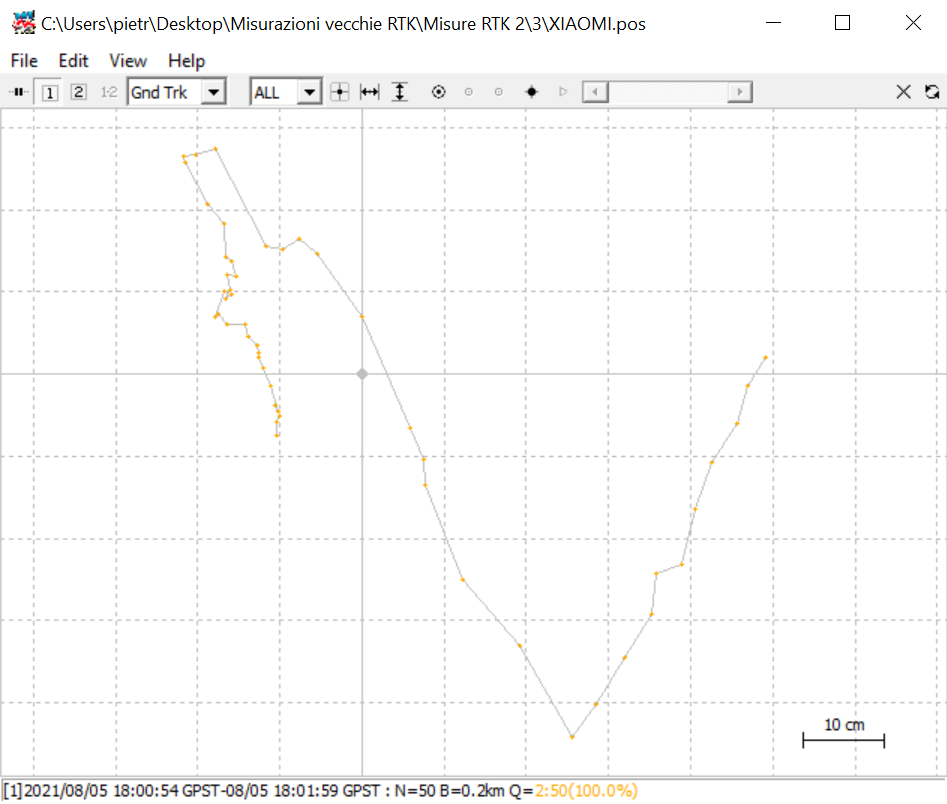 C:\Users\pietr\Desktop\Misurazioni vecchie RTK\Misure RTK 2\3\XIAOMI.pos
File Edit View Help
1 2 1-2 Gnd Trk ALL
10 cm
[1]2021/08/05 18:00:54 GPST-08/05 18:01:59 GPST : N=50 B=0.2km Q=2:50(100.0%)